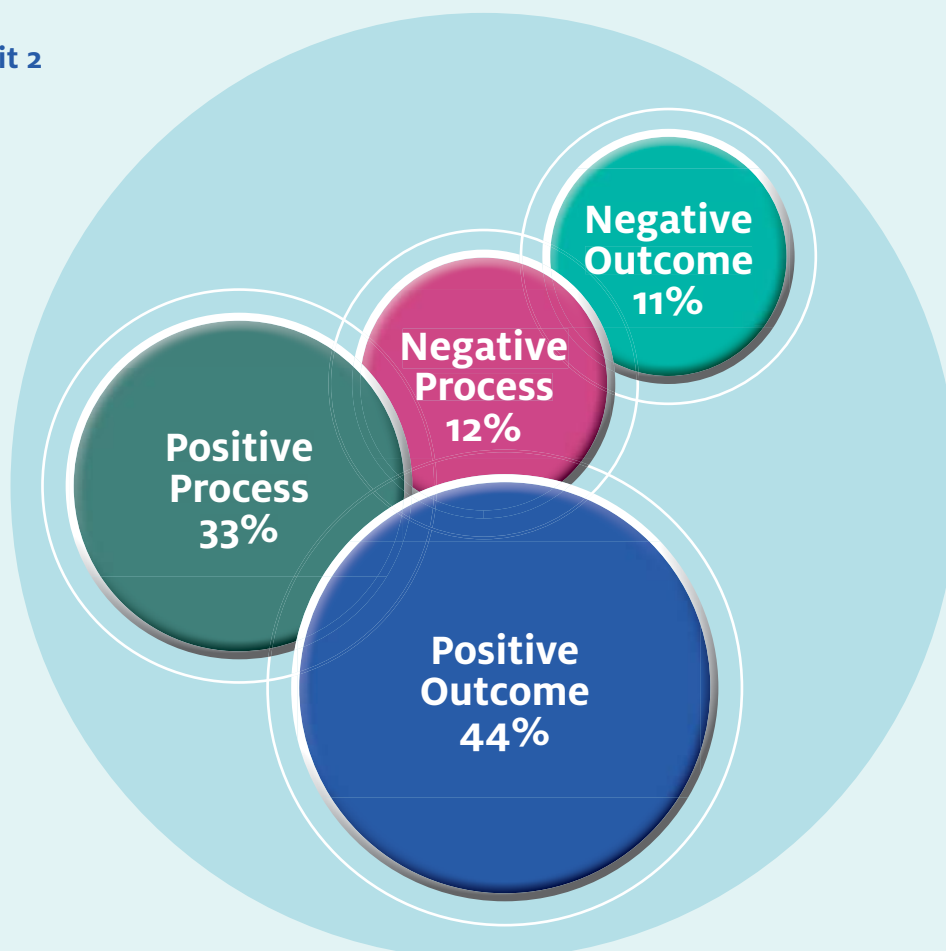 it 2
Negative
Outcome
11%
Negative
Process
12%
Positive
Process
33%
Positive
Outcome
44%